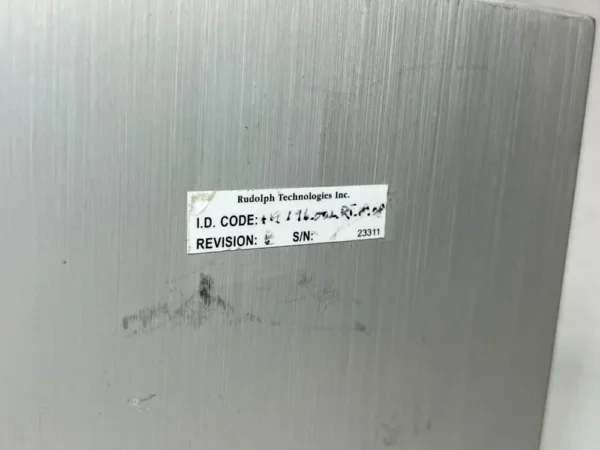 Rudolph Technologies Inc.
I.D. CODE:
REVISION: S/N: 23311